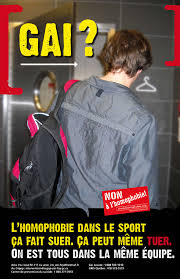 GAI ?
NON
à l'homophobie!
L'HOMOPHOBIE DANS LE SPORT
ÇA FAIT SUER. ÇA PEUT MÊME TUER.
ON EST TOUS DANS LA MÊME ÉQUIPE.